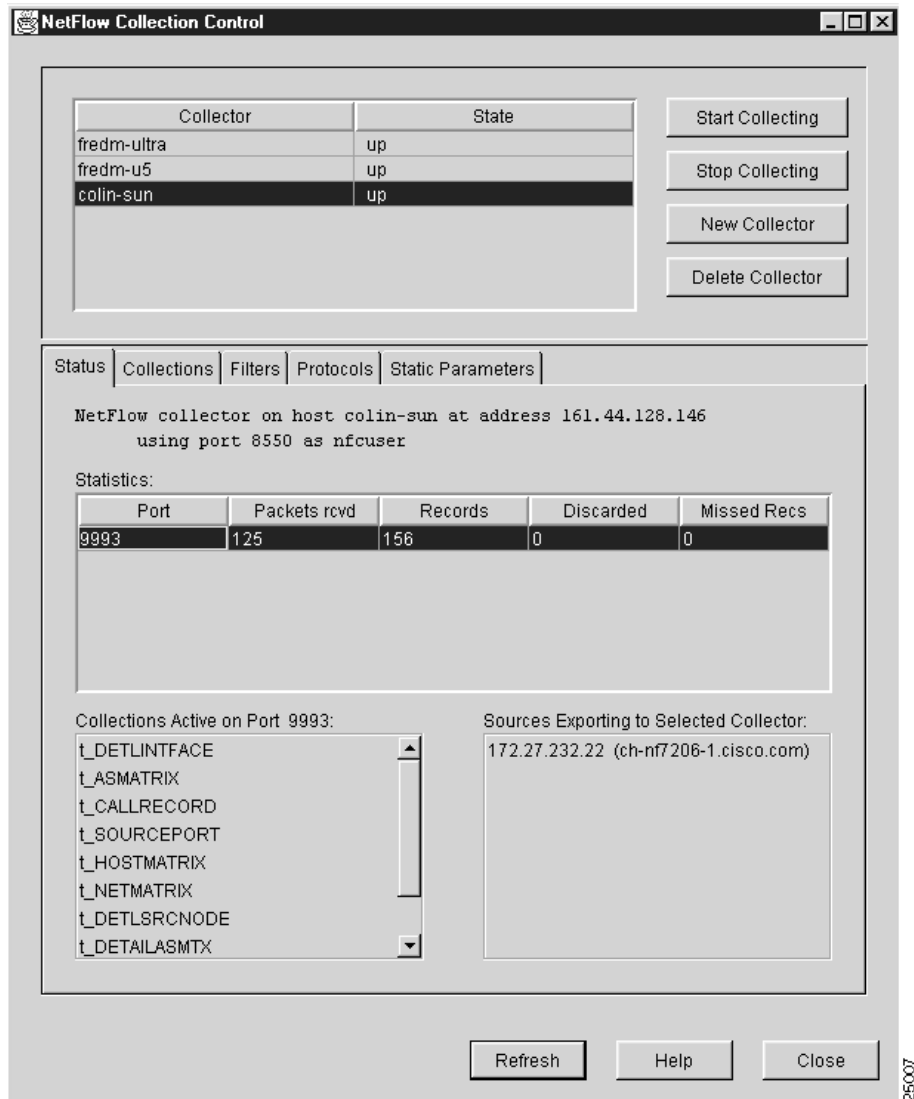 NetFlow Collection Control
Collector State
fredm-ultra up
fredm-u5 up
colin-sun up
Start Collecting
Stop Collecting
New Collector
Delete Collector
Status Collections Filters Protocols Static Parameters
NetFlow collector on host colin-sun at address 161.44.128.146
using port 8550 as nfcuser
Statistics:
Port Packets rcvd Records Discarded Missed Recs
9993 125 156 0 0
Collections Active on Port 9993:
t_DETLINTFACE
t_ASMATRIX
t_CALLRECORD
t_SOURCEPORT
t_HOSTMATRIX
t_NETMATRIX
t_DETLSRCNODE
t_DETAILASMTX
Sources Exporting to Selected Collector:
172.27.232.22 (ch-nf7206-1.cisco.com)
Refresh Help Close
25007